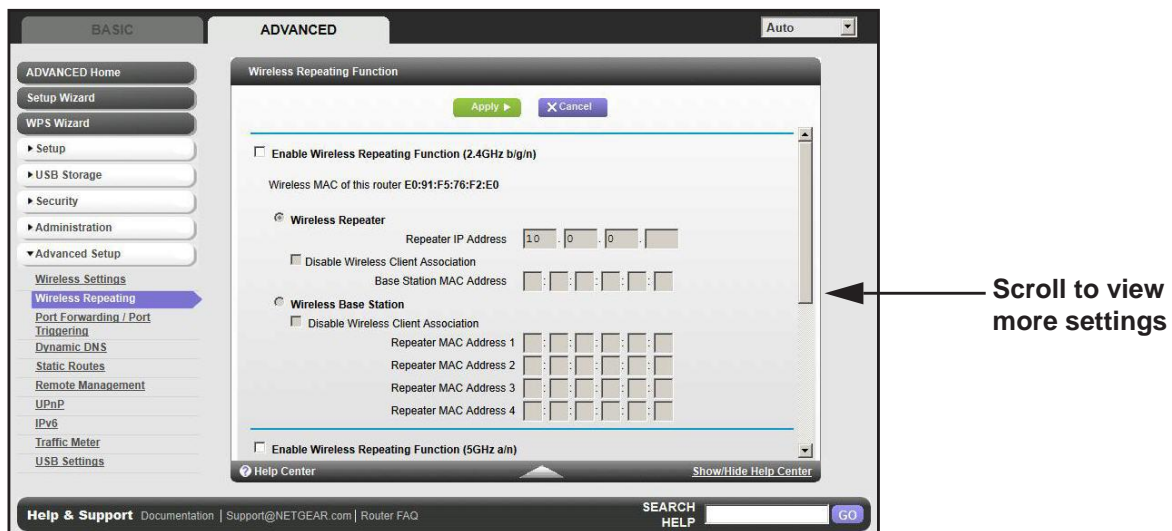 BASIC
ADVANCED
Auto
ADVANCED Home
Setup Wizard
WPS Wizard
Setup
USB Storage
Security
Administration
Advanced Setup
Wireless Settings
Wireless Repeating
Port Forwarding / Port
Triggering
Dynamic DNS
Static Routes
Remote Management
UPnP
IPv6
Traffic Meter
USB Settings
Wireless Repeating Function
Apply
X Cancel
Enable Wireless Repeating Function (2.4GHz b/g/n)
Wireless MAC of this router E0:91:F5:76:F2:E0
Wireless Repeater
Repeater IP Address 10 . 0 . 0 .
Disable Wireless Client Association
Base Station MAC Address : : : : :
Wireless Base Station
Disable Wireless Client Association
Repeater MAC Address 1 : : : : :
Repeater MAC Address 2 : : : : :
Repeater MAC Address 3 : : : : :
Repeater MAC Address 4 : : : : :
Enable Wireless Repeating Function (5GHz a/n)
? Help Center
Show/Hide Help Center
Help & Support Documentation | Support@NETGEAR.com | Router FAQ
SEARCH
HELP
GO
Scroll to view
more settings